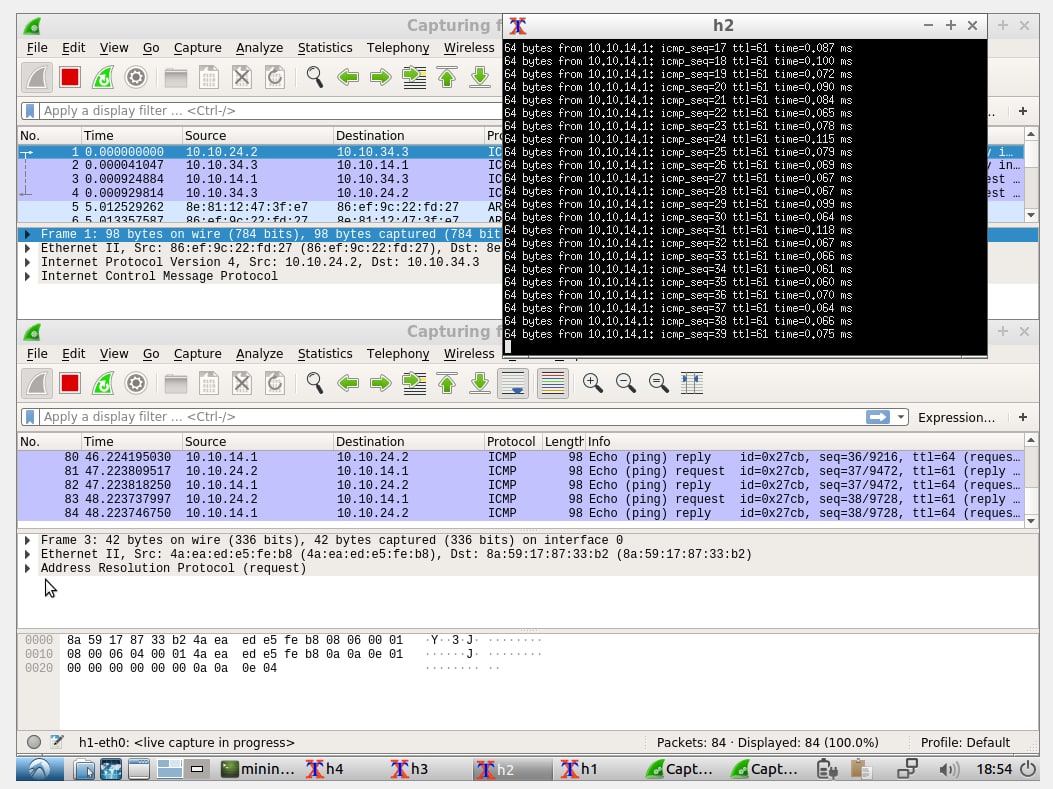 Capturing f
h2
File Edit View Go Capture Analyze Statistics Telephony Wireless
64 bytes from 10.10.14.1: icmp_seq=17 ttl=61 time=0.087 ms
64 bytes from 10.10.14.1: icmp_seq=18 ttl=61 time=0.100 ms
64 bytes from 10.10.14.1: icmp_seq=19 ttl=61 time=0.072 ms
64 bytes from 10.10.14.1: icmp_seq=20 ttl=61 time=0.090 ms
64 bytes from 10.10.14.1: icmp_seq=21 ttl=61 time=0.084 ms
64 bytes from 10.10.14.1: icmp_seq=22 ttl=61 time=0.065 ms
64 bytes from 10.10.14.1: icmp_seq=23 ttl=61 time=0.078 ms
64 bytes from 10.10.14.1: icmp_seq=24 ttl=61 time=0.115 ms
64 bytes from 10.10.14.1: icmp_seq=25 ttl=61 time=0.079 ms
64 bytes from 10.10.14.1: icmp_seq=26 ttl=61 time=0.069 ms
64 bytes from 10.10.14.1: icmp_seq=27 ttl=61 time=0.067 ms
64 bytes from 10.10.14.1: icmp_seq=28 ttl=61 time=0.067 ms
64 bytes from 10.10.14.1: icmp_seq=29 ttl=61 time=0.099 ms
64 bytes from 10.10.14.1: icmp_seq=30 ttl=61 time=0.064 ms
64 bytes from 10.10.14.1: icmp_seq=31 ttl=61 time=0.118 ms
64 bytes from 10.10.14.1: icmp_seq=32 ttl=61 time=0.067 ms
64 bytes from 10.10.14.1: icmp_seq=33 ttl=61 time=0.066 ms
64 bytes from 10.10.14.1: icmp_seq=34 ttl=61 time=0.061 ms
64 bytes from 10.10.14.1: icmp_seq=35 ttl=61 time=0.060 ms
64 bytes from 10.10.14.1: icmp_seq=36 ttl=61 time=0.070 ms
64 bytes from 10.10.14.1: icmp_seq=37 ttl=61 time=0.064 ms
64 bytes from 10.10.14.1: icmp_seq=38 ttl=61 time=0.066 ms
64 bytes from 10.10.14.1: icmp_seq=39 ttl=61 time=0.075 ms
Apply a display filter ... <Ctrl-/>
No. Time Source Destination Pro
1 0.000000000 10.10.24.2 10.10.34.3 IC
2 0.000041047 10.10.34.3 10.10.14.1 IC
3 0.000924884 10.10.14.1 10.10.34.3 IC
4 0.000929814 10.10.34.3 10.10.24.2 IC
5 5.012529262 8e:81:12:47:3f:e7 86:ef:9c:22:fd:27 AR
6 5.013357587 86:ef:9c:22:fd:27 8e:81:12:47:3f:e7 AR
Frame 1: 98 bytes on wire (784 bits), 98 bytes captured (784 bit
Ethernet II, Src: 86:ef:9c:22:fd:27 (86:ef:9c:22:fd:27), Dst: 8e
Internet Protocol Version 4, Src: 10.10.24.2, Dst: 10.10.34.3
Internet Control Message Protocol
Capturing f
File Edit View Go Capture Analyze Statistics Telephony Wireless
Apply a display filter ... <Ctrl-/> Expression... +
No. Time Source Destination Protocol Length Info
80 46.224195030 10.10.14.1 10.10.24.2 ICMP 98 Echo (ping) reply id=0x27cb, seq=36/9216, ttl=64 (reques…
81 47.223809517 10.10.24.2 10.10.14.1 ICMP 98 Echo (ping) request id=0x27cb, seq=37/9472, ttl=62 (reply …
82 47.223818250 10.10.14.1 10.10.24.2 ICMP 98 Echo (ping) reply id=0x27cb, seq=37/9472, ttl=64 (reques…
83 48.223737997 10.10.24.2 10.10.14.1 ICMP 98 Echo (ping) request id=0x27cb, seq=38/9728, ttl=62 (reply …
84 48.223746750 10.10.14.1 10.10.24.2 ICMP 98 Echo (ping) reply id=0x27cb, seq=38/9728, ttl=64 (reques…
Frame 3: 42 bytes on wire (336 bits), 42 bytes captured (336 bits) on interface 0
Ethernet II, Src: 4a:ea:ed:e5:fe:b8 (4a:ea:ed:e5:fe:b8), Dst: 8a:59:17:87:33:b2 (8a:59:17:87:33:b2)
Address Resolution Protocol (request)
0000 8a 59 17 87 33 b2 4a ea ed e5 fe b8 08 06 00 01 ·Y··3·J· ········
0010 08 00 06 04 00 01 4a ea ed e5 fe b8 0a 0a 0e 01 ······J· ········
0020 00 00 00 00 00 00 0a 0a 0e 04 ········ ··
h1-eth0: <live capture in progress> Packets: 84 · Displayed: 84 (100.0%) Profile: Default
minin... h4 h3 h2 h1 Capt... Capt... 18:54